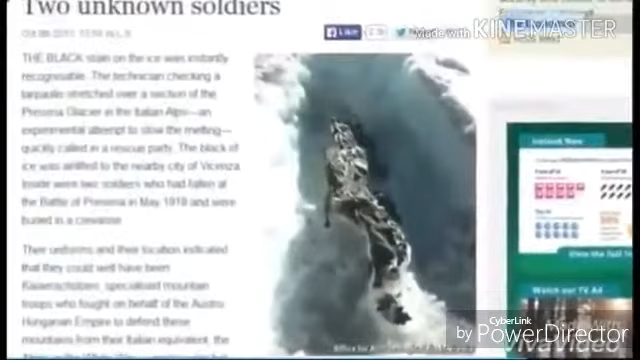 Two unknown soldiers
Like
Made with KINEMASTER
THE BLACK stain on the ice was instantly
recognisable. The technician checking a
tarpaulin stretched over a section of the
Presena Glacier in the Italian Alps—an
experimental attempt to slow the melting—
quickly called in a rescue party. The block of
ice was airlifted to the nearby city of Vicenza
Inside were two soldiers who had fallen at
the Battle of Presena in May 1918 and were
buried in a crevasse
Their uniforms and their location indicated
that they could well have been
Kaiserschützen, specialised mountain
troops who fought on behalf of the Austro
Hungarian Empire to defend these
mountains from their Italian equivalent, the
View the full
Watch our TV Ad
CyberLink
by PowerDirector
VivaVideo